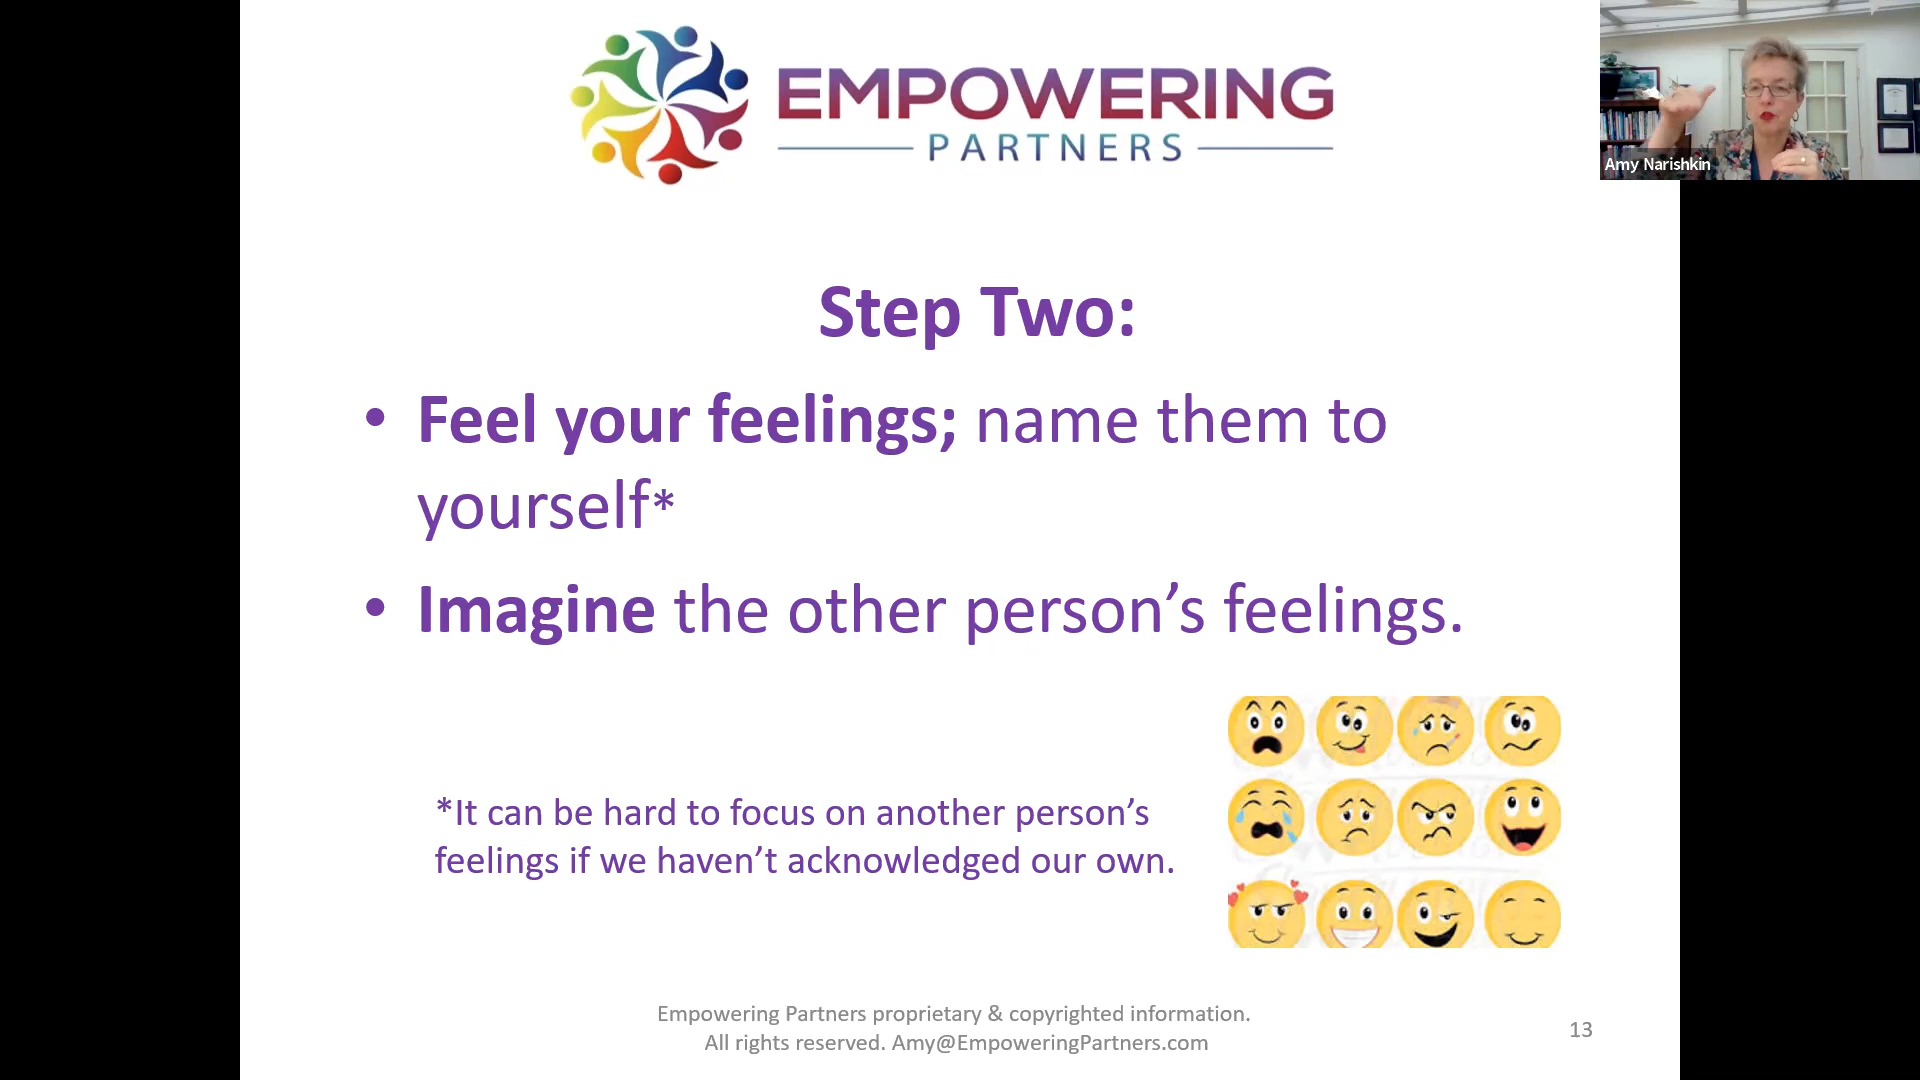 EMPOWERING
PARTNERS
Amy Narishkin
Step Two:
• Feel your feelings; name them to
yourself*
• Imagine the other person’s feelings.
*It can be hard to focus on another person’s
feelings if we haven’t acknowledged our own.
Empowering Partners proprietary & copyrighted information.
All rights reserved. Amy@EmpoweringPartners.com
13